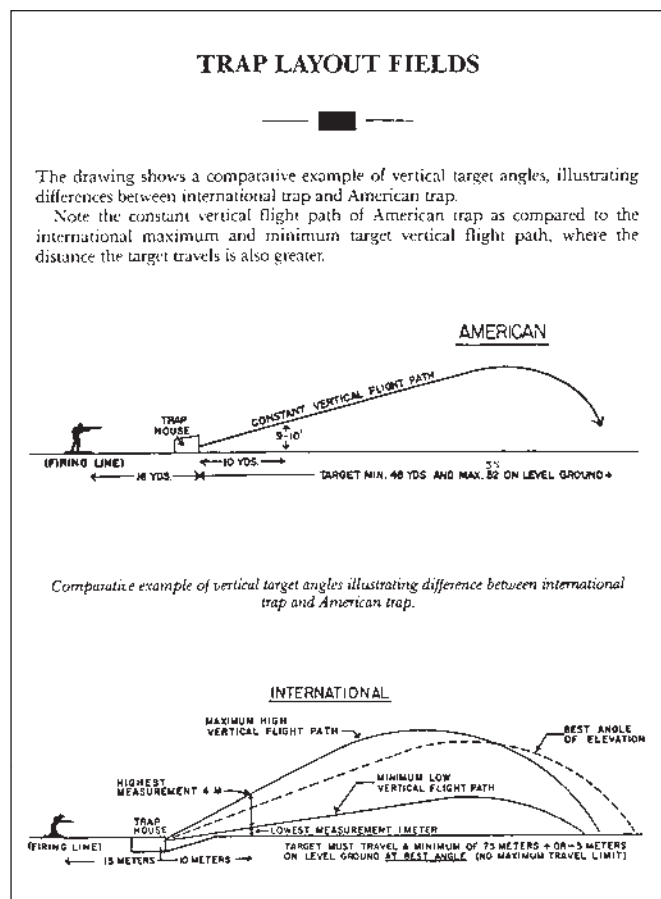 TRAP LAYOUT FIELDS
The drawing shows a comparative example of vertical target angles, illustrating
differences between international trap and American trap.
Note the constant vertical flight path of American trap as compared to the
international maximum and minimum target vertical flight path, where the
distance the target travels is also greater.
AMERICAN
CONSTANT VERTICAL FLIGHT PATH
TRAP
HOUSE
9-10'
(FIRING LINE)
16 YDS.
10 YDS.
TARGET MIN. 48 YDS AND MAX. 52 ON LEVEL GROUND
Comparative example of vertical target angles illustrating difference between international
trap and American trap.
INTERNATIONAL
MAXIMUM HIGH
VERTICAL FLIGHT PATH
BEST ANGLE
OF ELEVATION
HIGHEST
MEASUREMENT 4 M
MINIMUM LOW
VERTICAL FLIGHT PATH
TRAP
HOUSE
LOWEST MEASUREMENT 1 METER
(FIRING LINE)
15 METERS
10 METERS
TARGET MUST TRAVEL A MINIMUM OF 75 METERS + OR - 5 METERS
ON LEVEL GROUND AT BEST ANGLE (NO MAXIMUM TRAVEL LIMIT)